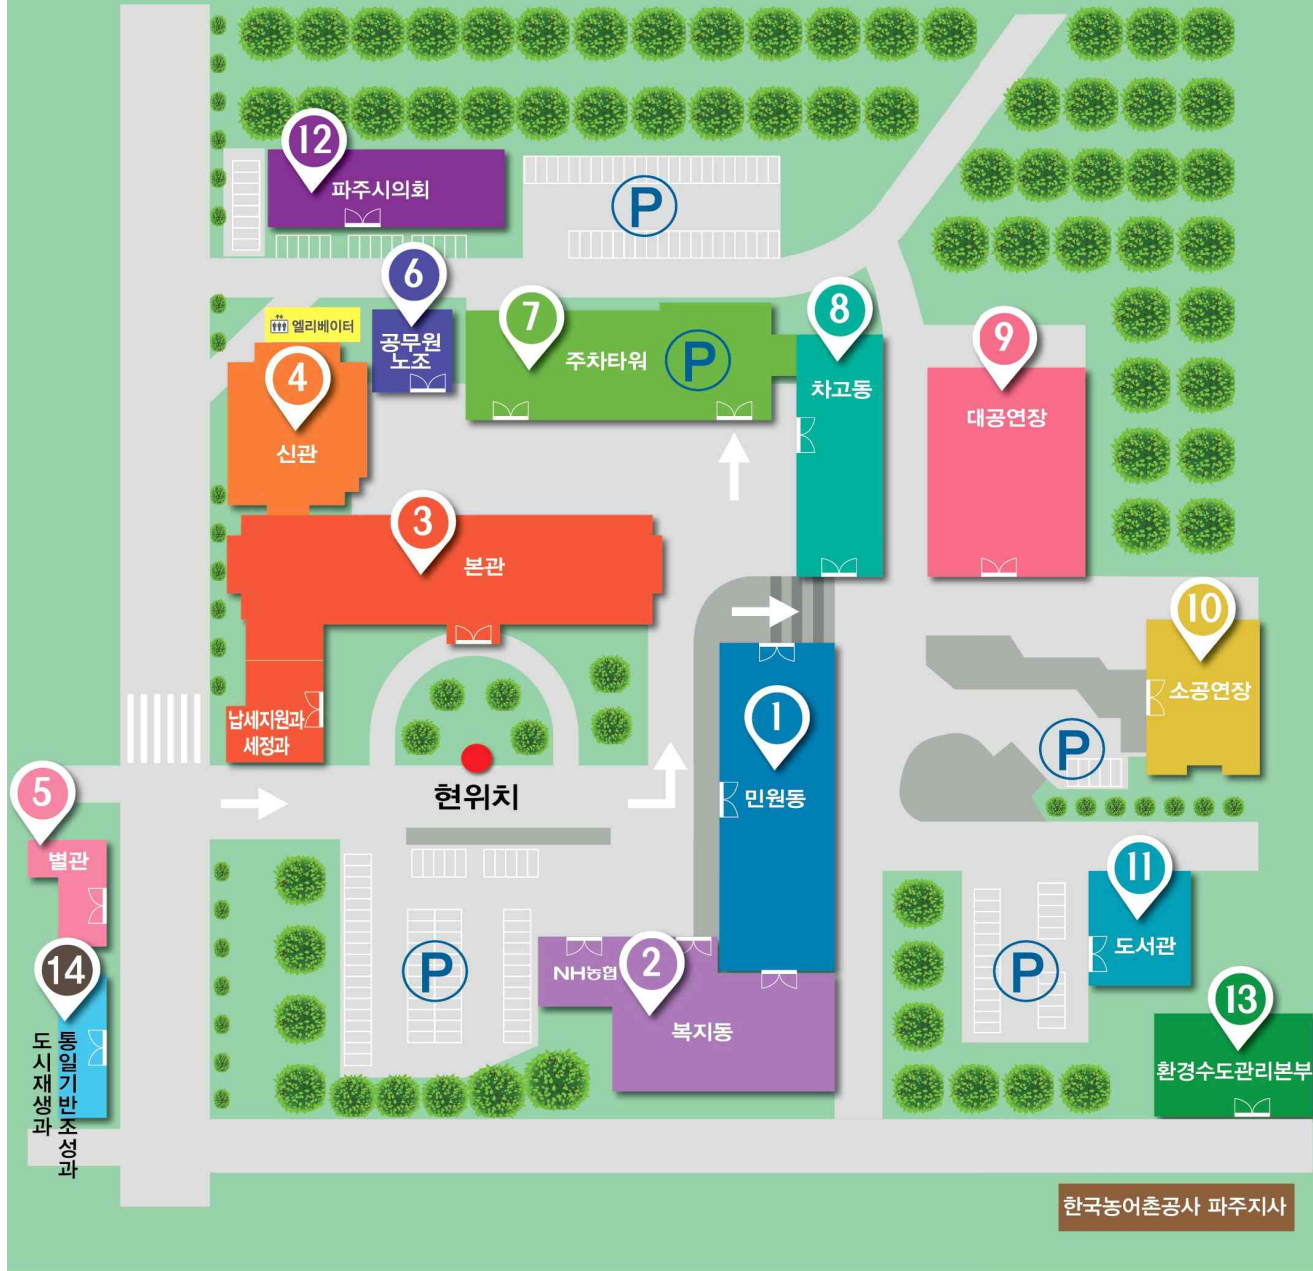 12
파주시의회
P
6
공무원
노조
엘리베이터
4
신관
7
주차타워
P
8
차고동
9
대공연장
3
본관
10
소공연장
납세지원과
세정과
1
민원동
P
현위치
5
별관
11
도서관
P
NH농협
2
복지동
P
14
통일기반조성과
도시재생과
13
환경수도관리본부
한국농어촌공사 파주지사